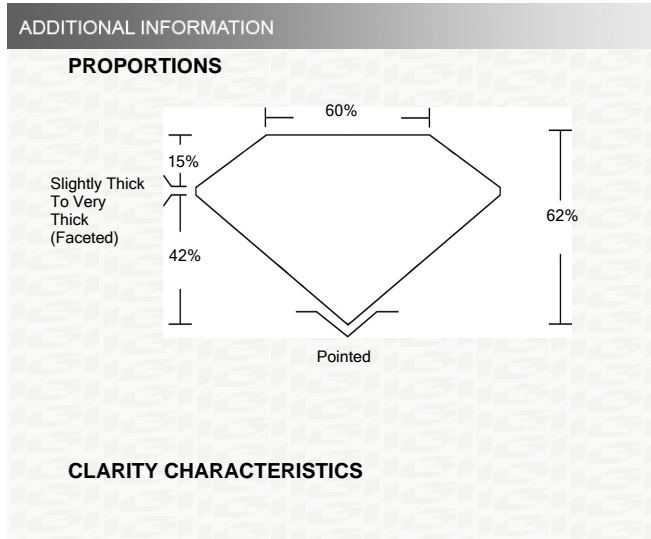 ADDITIONAL INFORMATION
PROPORTIONS
60%
15%
Slightly Thick
To Very
Thick
(Faceted)
62%
42%
Pointed
CLARITY CHARACTERISTICS